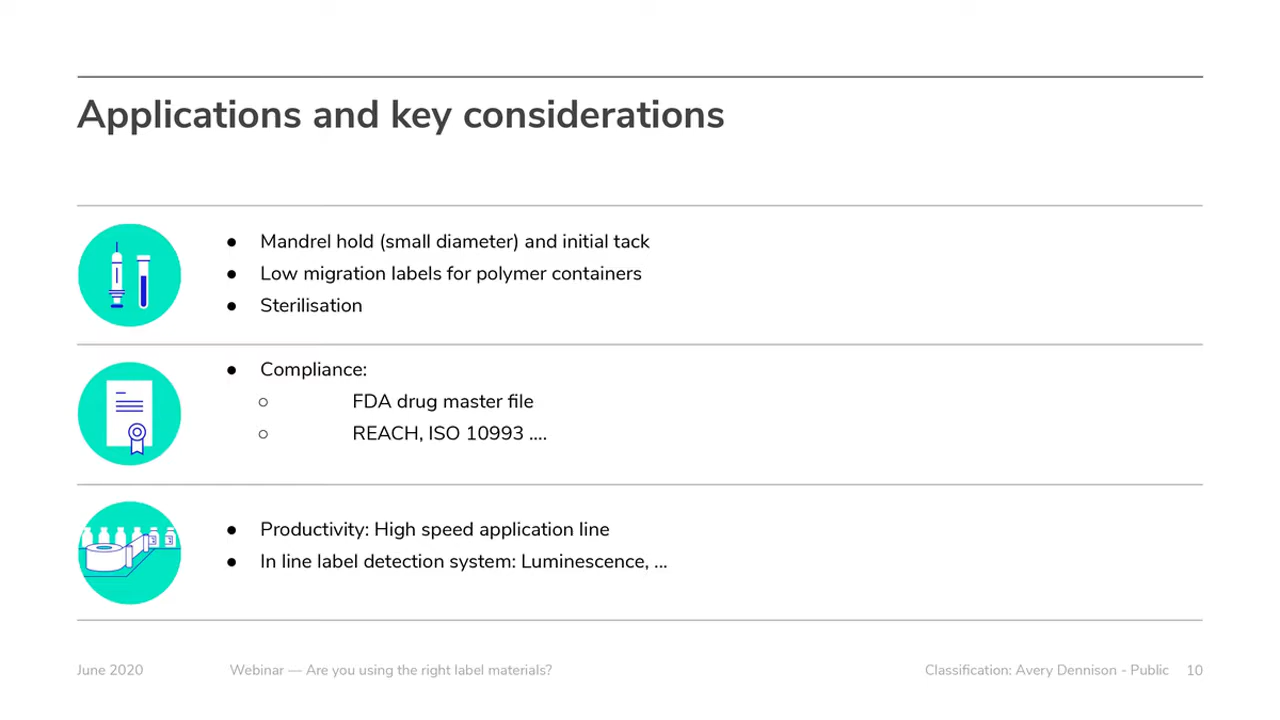 Applications and key considerations
● Mandrel hold (small diameter) and initial tack
● Low migration labels for polymer containers
● Sterilisation
● Compliance:
○ FDA drug master file
○ REACH, ISO 10993 ....
● Productivity: High speed application line
● In line label detection system: Luminescence, ...
June 2020 Webinar — Are you using the right label materials? Classification: Avery Dennison - Public 10